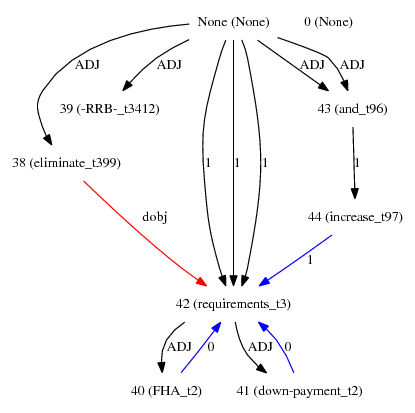 None (None) 0 (None)
ADJ ADJ ADJ ADJ
39 (-RRB-_t3412) 43 (and_t96)
38 (eliminate_t399) 1 1 1 1
dobj 44 (increase_t97)
1
42 (requirements_t3)
ADJ 0 ADJ 0
40 (FHA_t2) 41 (down-payment_t2)